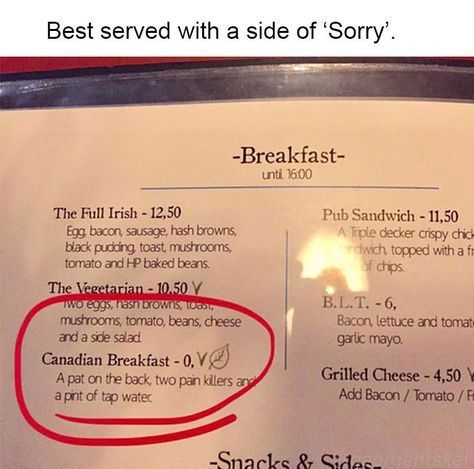 Best served with a side of ‘Sorry’.
-Breakfast-
until 16:00
The Full Irish - 12,50
Egg, bacon, sausage, hash browns,
black pudding, toast, mushrooms,
tomato and HP baked beans.
The Vegetarian - 10,50 V
Two eggs, hash browns, toast,
mushrooms, tomato, beans, cheese
and a side salad.
Canadian Breakfast - 0, V
A pat on the back, two pain killers and
a pint of tap water.
Pub Sandwich - 11,50
A Triple decker crispy chick
topped with a fr
of chips.
B.L.T. - 6,
Bacon, lettuce and tomat
garlic mayo.
Grilled Cheese - 4,50 V
Add Bacon / Tomato / F
-Snacks & Sides-